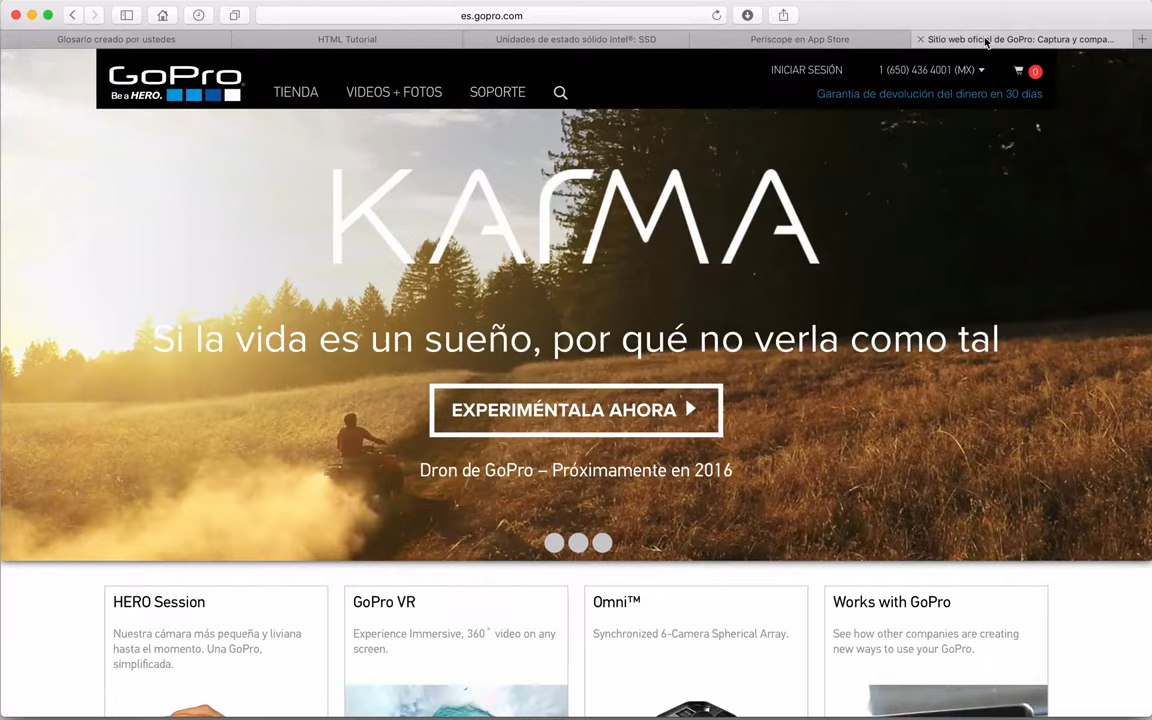 es.gopro.com
Glosario creado por ustedes
HTML Tutorial
Unidades de estado sólido Intel®: SSD
Periscope en App Store
Sitio web oficial de GoPro: Captura y compa...
GoPro
Be a HERO.
TIENDA
VIDEOS + FOTOS
SOPORTE
INICIAR SESIÓN
1 (650) 436 4001 (MX)
0
Garantía de devolución del dinero en 30 días
KARMA
Si la vida es un sueño, por qué no verla como tal
EXPERIMÉNTALA AHORA
Dron de GoPro – Próximamente en 2016
HERO Session
Nuestra cámara más pequeña y liviana
hasta el momento. Una GoPro,
simplificada.
GoPro VR
Experience Immersive, 360˚ video on any
screen.
Omni™
Synchronized 6-Camera Spherical Array.
Works with GoPro
See how other companies are creating
new ways to use your GoPro.